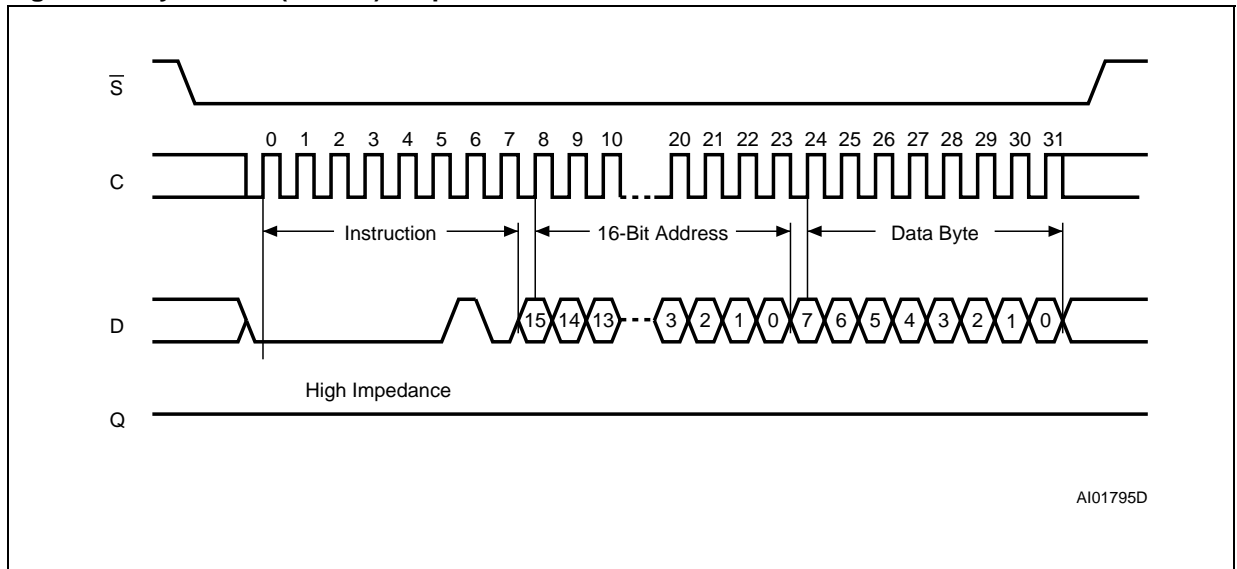 S̅
0 1 2 3 4 5 6 7 8 9 10 20 21 22 23 24 25 26 27 28 29 30 31
C
Instruction 16-Bit Address Data Byte
D
15 14 13 3 2 1 0 7 6 5 4 3 2 1 0
High Impedance
Q
AI01795D